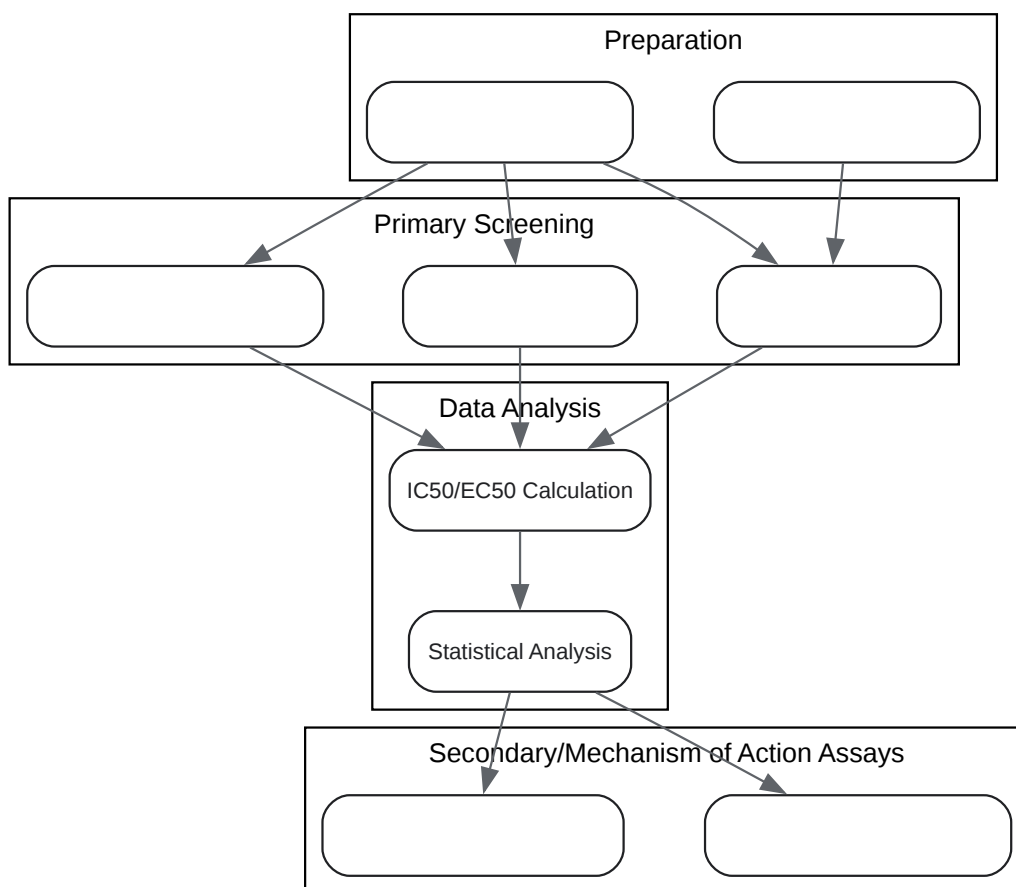 Preparation
Primary Screening
Data Analysis
IC50/EC50 Calculation
Statistical Analysis
Secondary/Mechanism of Action Assays